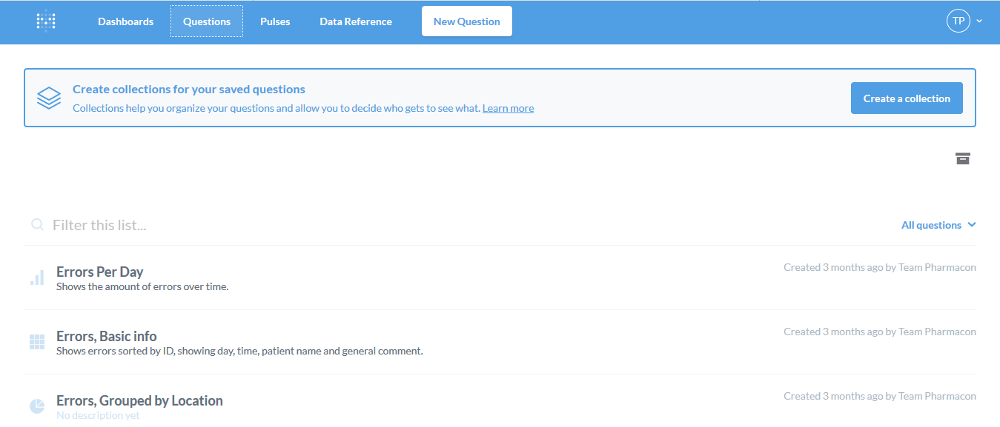 Dashboards Questions Pulses Data Reference New Question TP
Create collections for your saved questions
Collections help you organize your questions and allow you to decide who gets to see what. Learn more
Create a collection
Filter this list...
All questions
Errors Per Day
Created 3 months ago by Team Pharmacon
Shows the amount of errors over time.
Errors, Basic info
Created 3 months ago by Team Pharmacon
Shows errors sorted by ID, showing day, time, patient name and general comment.
Errors, Grouped by Location
Created 3 months ago by Team Pharmacon
No description yet